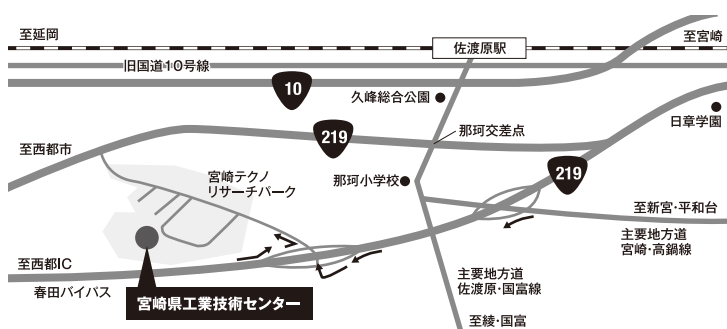 至延岡
佐渡原駅
至宮崎
旧国道10号線
10
久峰総合公園
日章学園
219
那珂交差点
至西都市
宮崎テクノ
リサーチパーク
那珂小学校
219
至新宮・平和台
主要地方道
宮崎・高鍋線
至西都IC
春田バイパス
宮崎県工業技術センター
主要地方道
佐渡原・国富線
至綾・国富